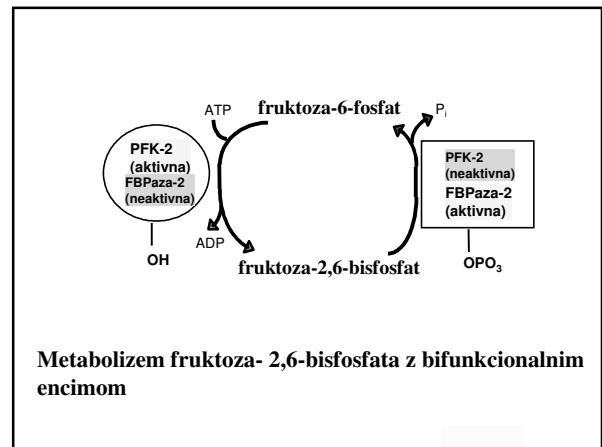 ATP
fruktoza-6-fosfat
Pi
PFK-2
(aktivna)
FBPaza-2
(neaktivna)
OH
PFK-2
(neaktivna)
FBPaza-2
(aktivna)
OPO3
ADP
fruktoza-2,6-bisfosfat
Metabolizem fruktoza- 2,6-bisfosfata z bifunkcionalnim
encimom